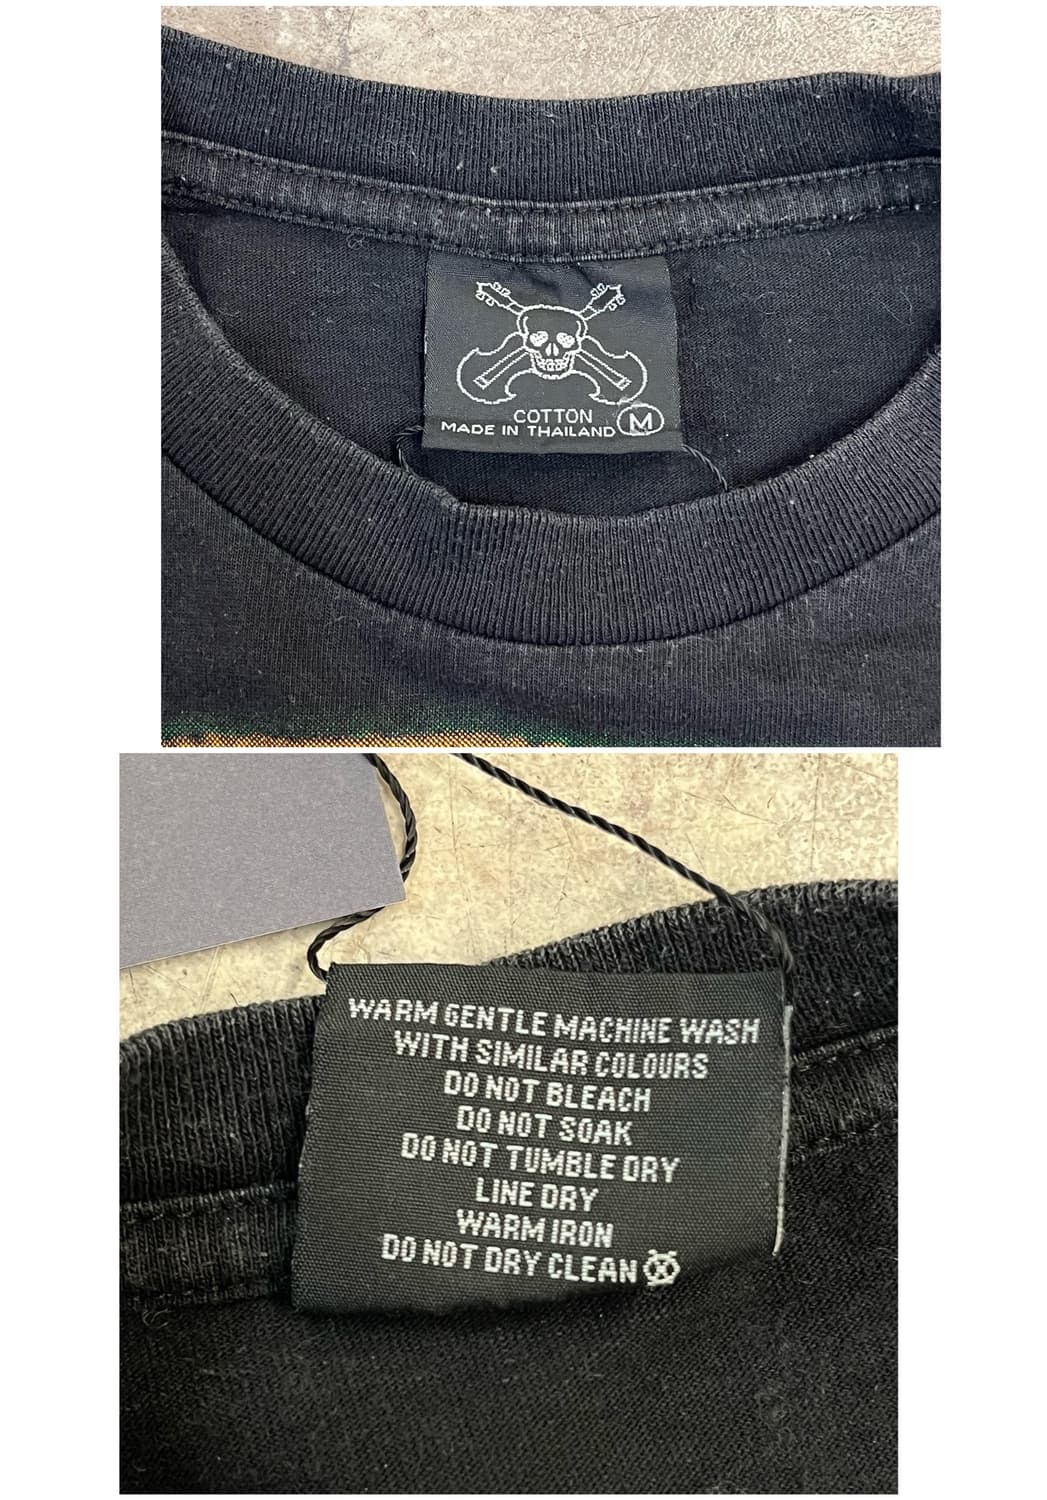 COTTON
MADE IN THAILAND M
WARM GENTLE MACHINE WASH
WITH SIMILAR COLOURS
DO NOT BLEACH
DO NOT SOAK
DO NOT TUMBLE DRY
LINE DRY
WARM IRON
DO NOT DRY CLEAN